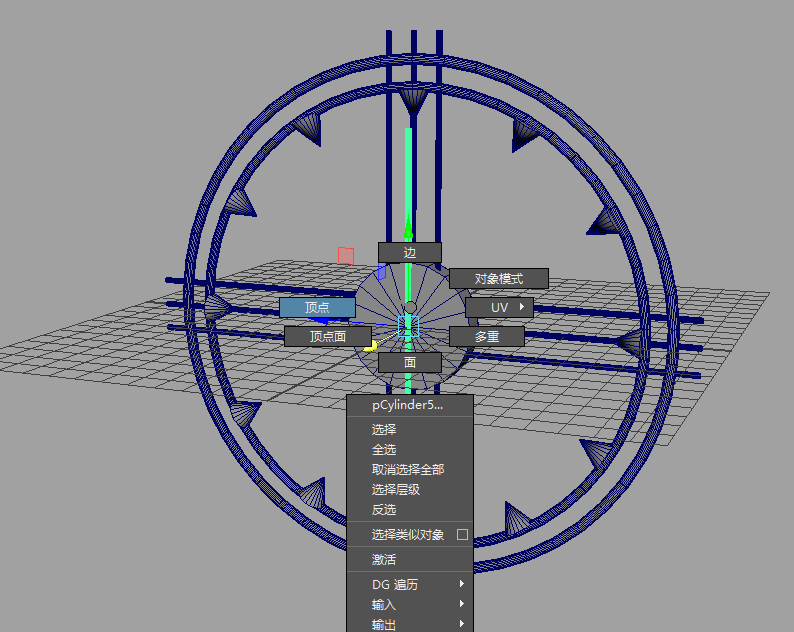 边
对象模式
顶点
UV
顶点面
多重
面
pCylinder5...
选择
全选
取消选择全部
选择层级
反选
选择类似对象
激活
DG 遍历
输入
输出